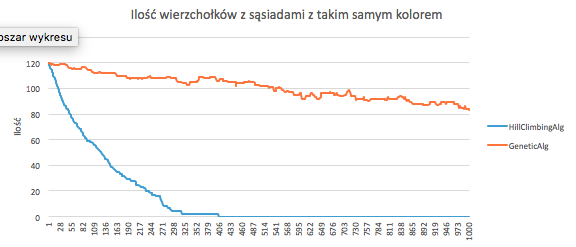 Ilość wierzchołków z sąsiadami z takim samym kolorem
oszar wykresu
120
100
80
60
40
20
0
Ilość
1 28 55 82 109 136 163 190 217 244 271 298 325 352 379 406 433 460 487 514 541 568 595 622 649 676 703 730 757 784 811 838 865 892 919 946 973 1000
HillClimbingAlg
GeneticAlg